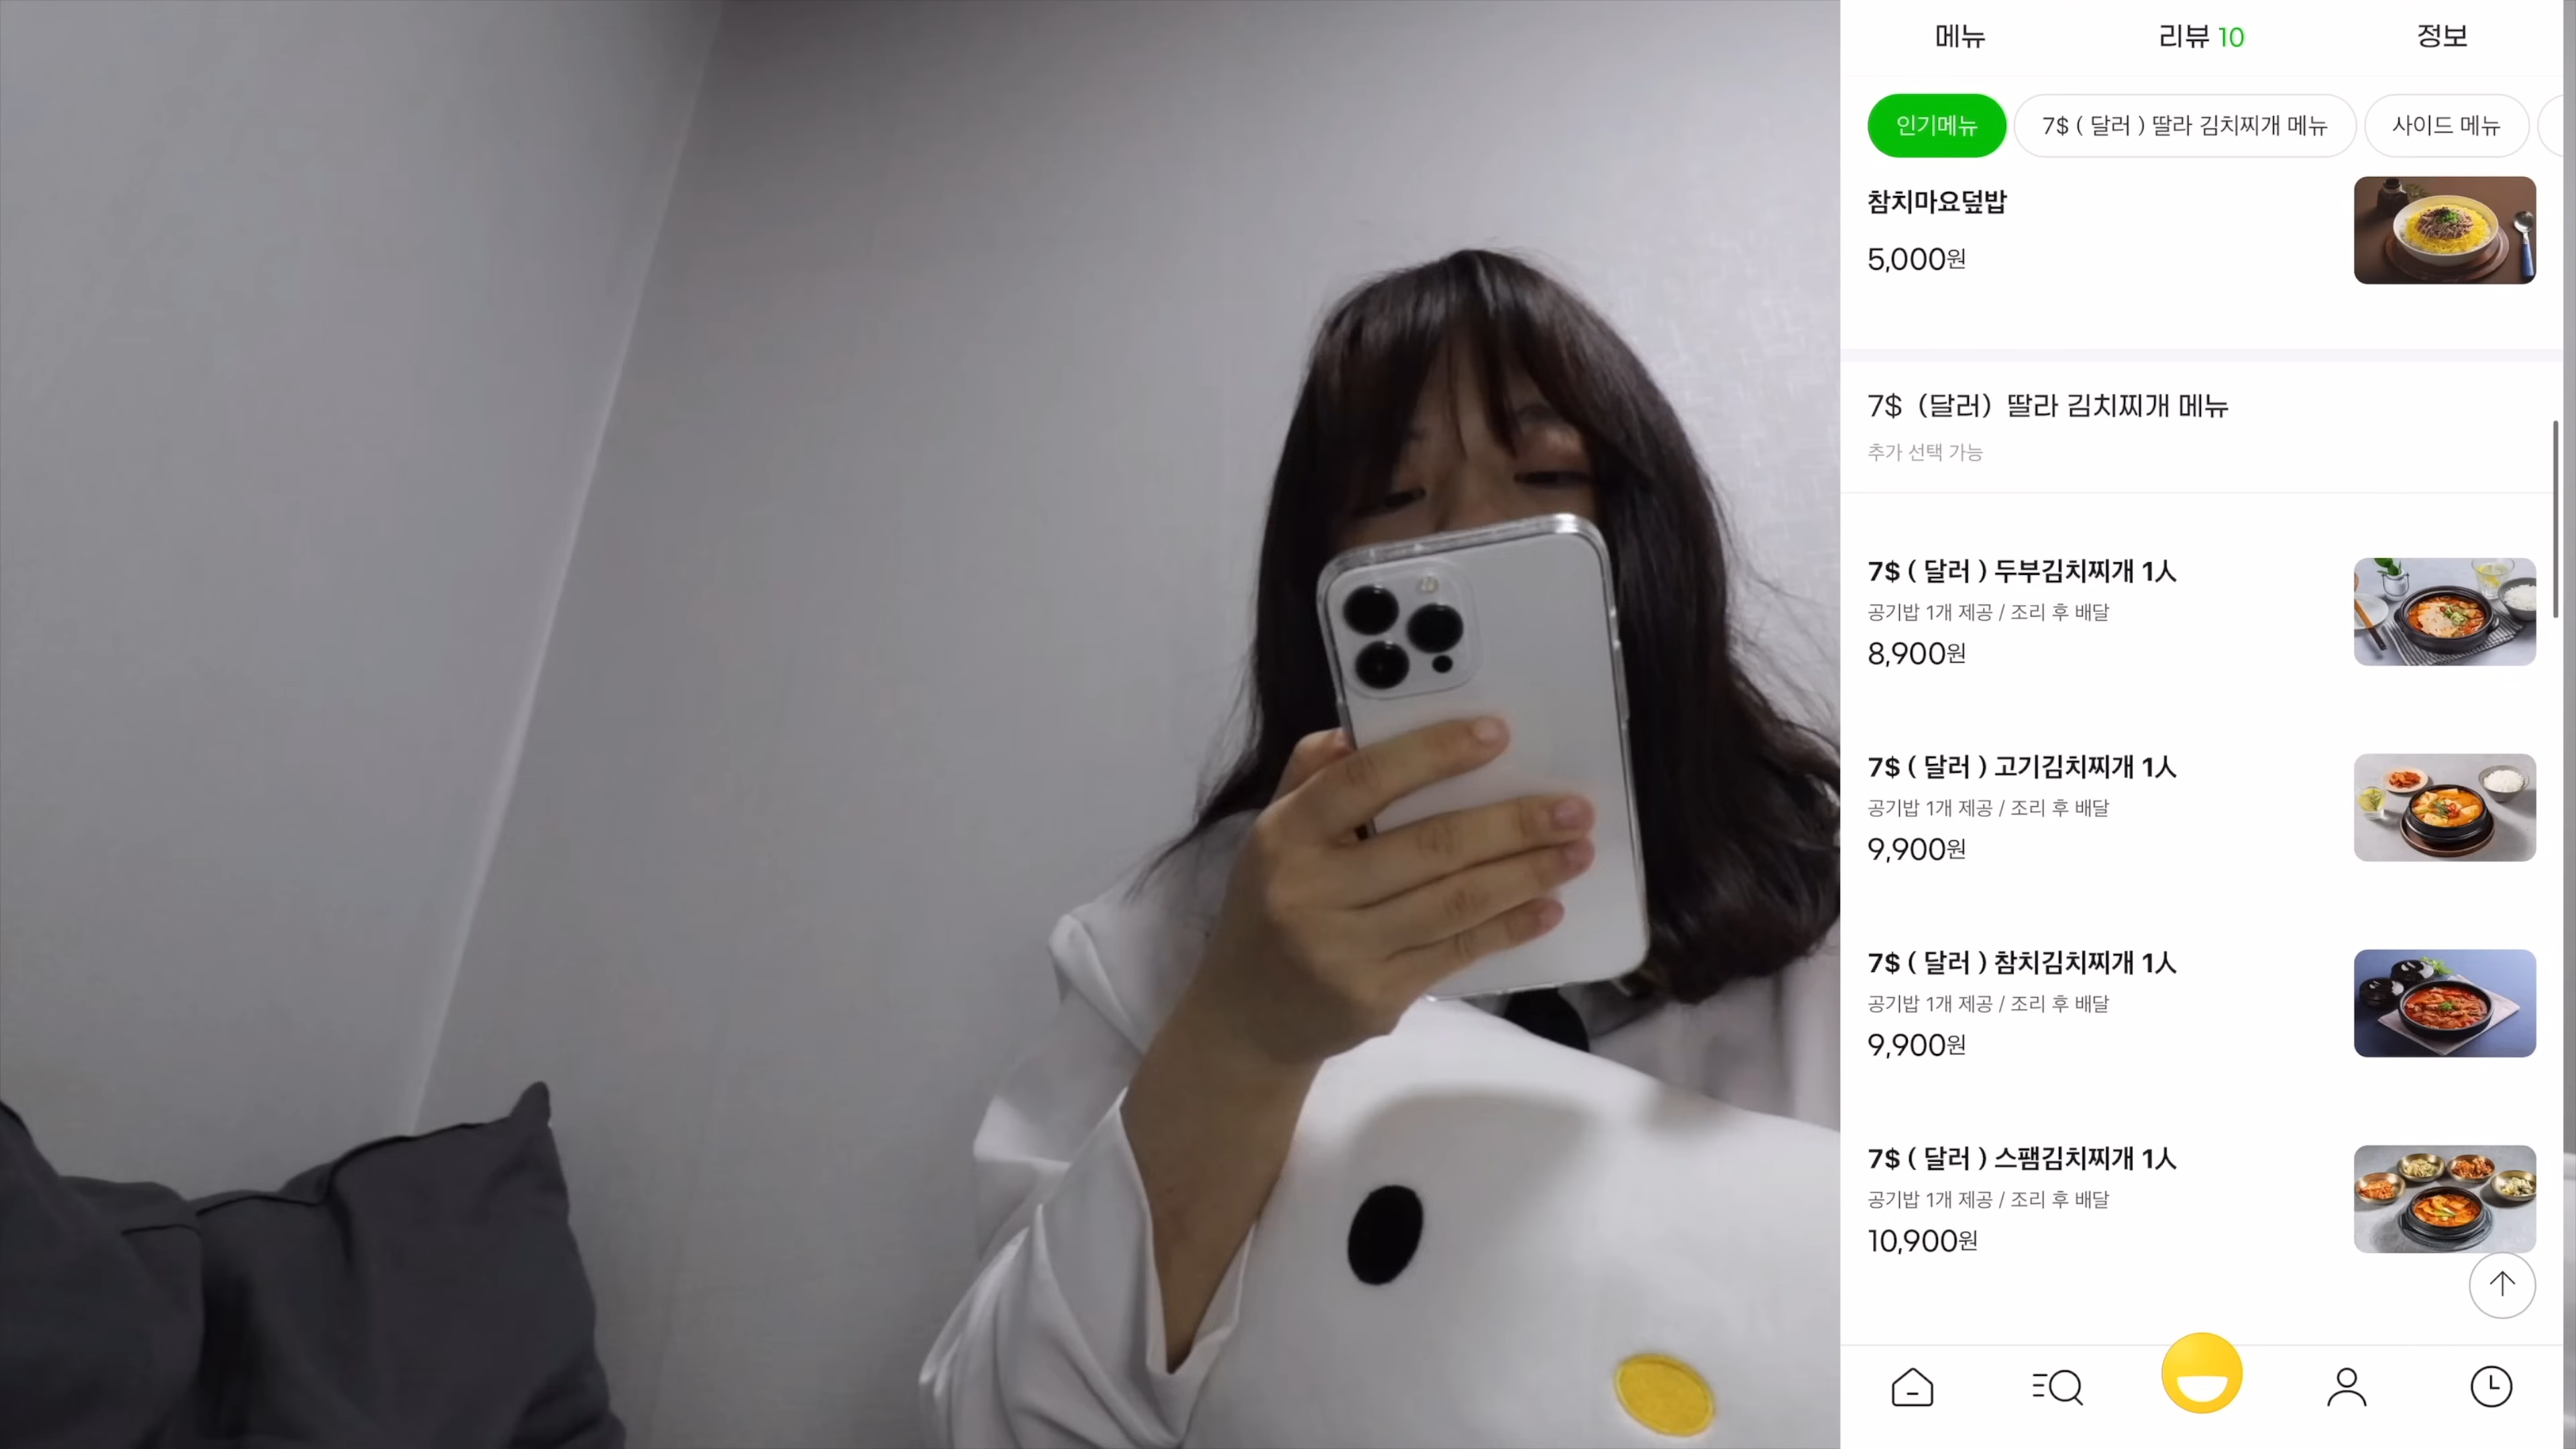 메뉴
리뷰 10
정보
인기메뉴
7$ ( 달러 ) 딸라 김치찌개 메뉴
사이드 메뉴
참치마요덮밥
5,000원
7$ (달러) 딸라 김치찌개 메뉴
추가 선택 가능
7$ ( 달러 ) 두부김치찌개 1人
공기밥 1개 제공 / 조리 후 배달
8,900원
7$ ( 달러 ) 고기김치찌개 1人
공기밥 1개 제공 / 조리 후 배달
9,900원
7$ ( 달러 ) 참치김치찌개 1人
공기밥 1개 제공 / 조리 후 배달
9,900원
7$ ( 달러 ) 스팸김치찌개 1人
공기밥 1개 제공 / 조리 후 배달
10,900원